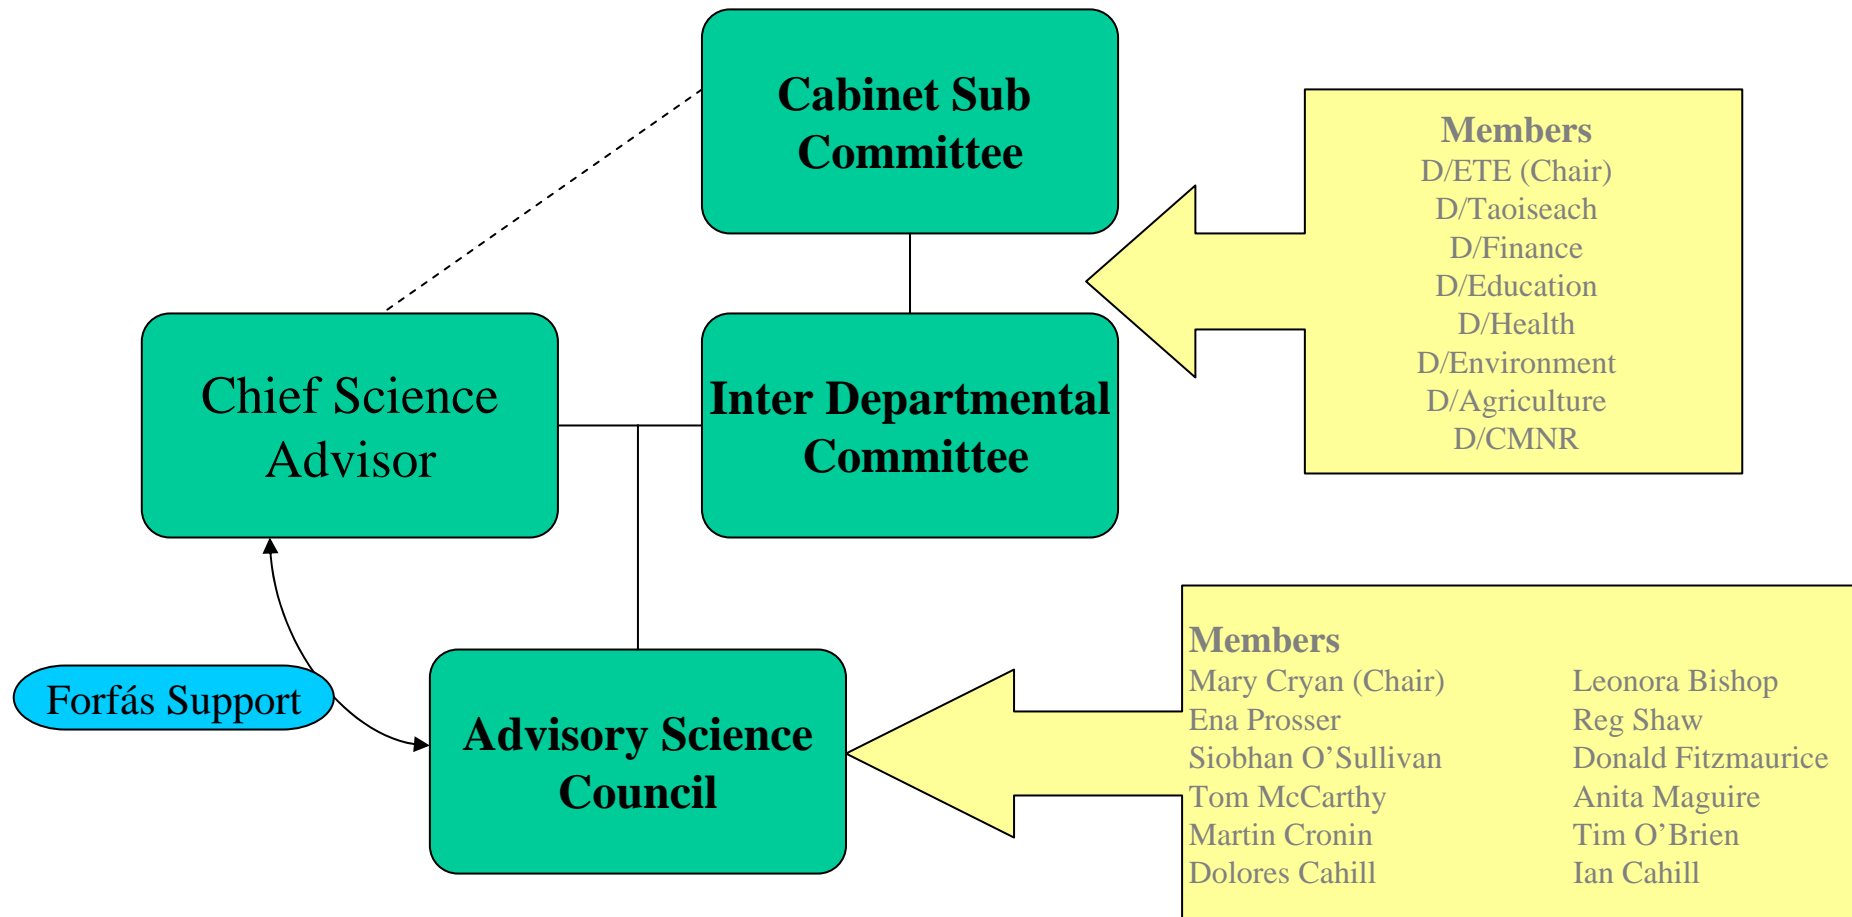 Cabinet Sub
Committee
Members
D/ETE (Chair)
D/Taoiseach
D/Finance
D/Education
D/Health
D/Environment
D/Agriculture
D/CMNR
Chief Science
Advisor
Inter Departmental
Committee
Forfás Support
Advisory Science
Council
Members
Mary Cryan (Chair)
Ena Prosser
Siobhan O’Sullivan
Tom McCarthy
Martin Cronin
Dolores Cahill
Leonora Bishop
Reg Shaw
Donald Fitzmaurice
Anita Maguire
Tim O’Brien
Ian Cahill